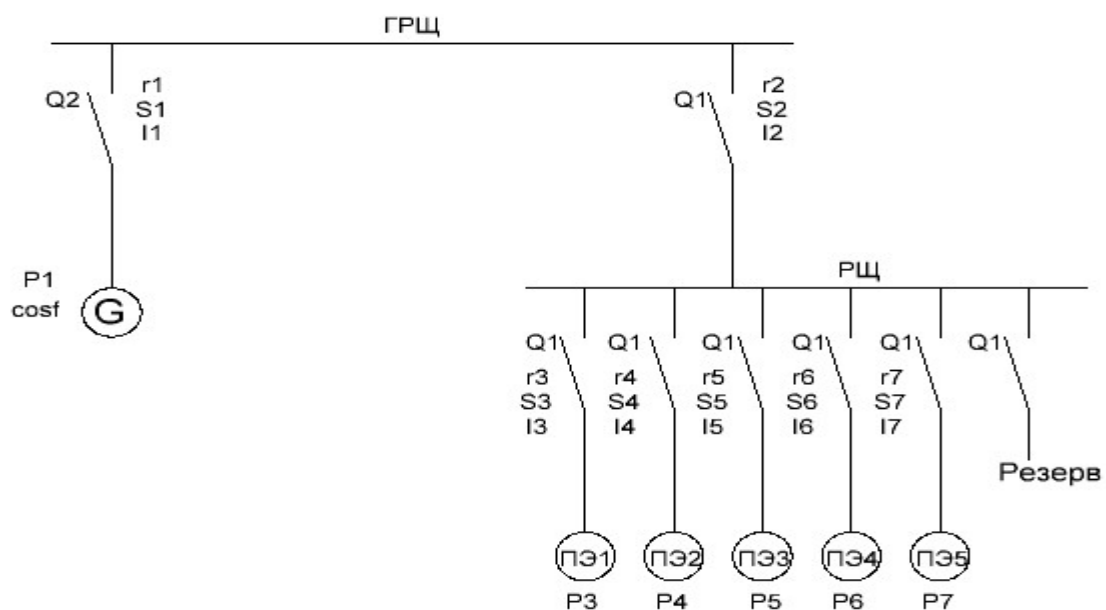 ГРЩ
Q2
r1
S1
I1
Q1
r2
S2
I2
P1
cosf
G
РЩ
Q1
r3
S3
I3
Q1
r4
S4
I4
Q1
r5
S5
I5
Q1
r6
S6
I6
Q1
r7
S7
I7
Q1
Резерв
ПЭ1
ПЭ2
ПЭ3
ПЭ4
ПЭ5
P3
P4
P5
P6
P7